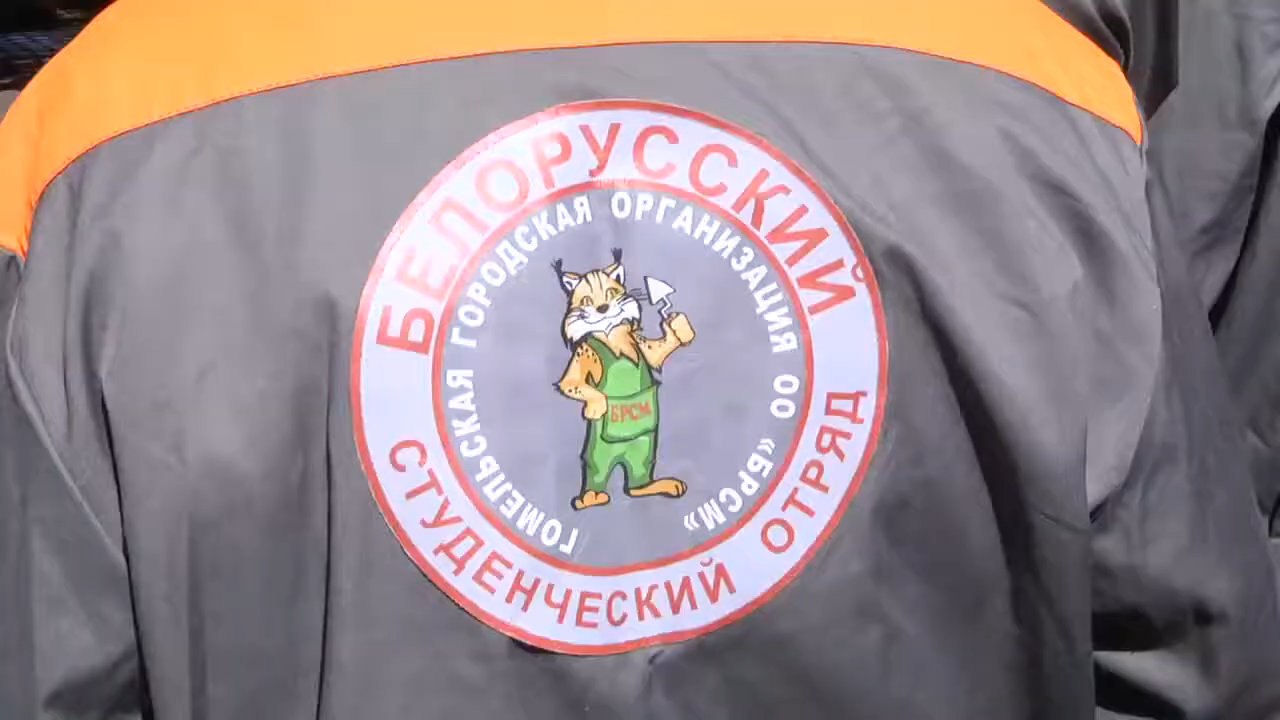 БЕЛОРУССКИЙ
СТУДЕНЧЕСКИЙ ОТРЯД
ГОМЕЛЬСКАЯ ГОРОДСКАЯ ОРГАНИЗАЦИЯ ОО «БРСМ»
БРСМ